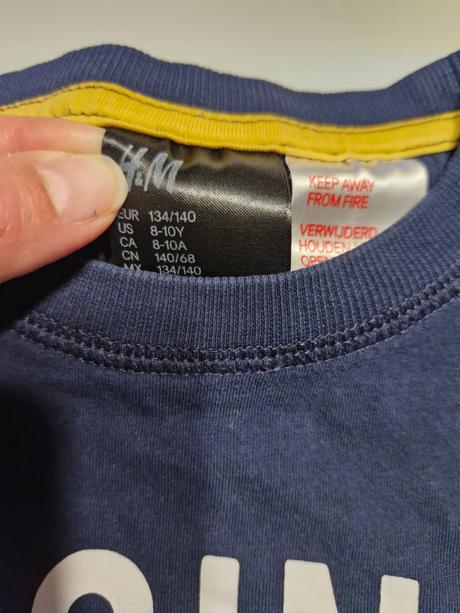 H&M
EUR 134/140
US 8-10Y
CA 8-10A
CN 140/68
MX 134/140
KEEP AWAY
FROM FIRE
VERWIJDERD
HOUDEN
OPEN